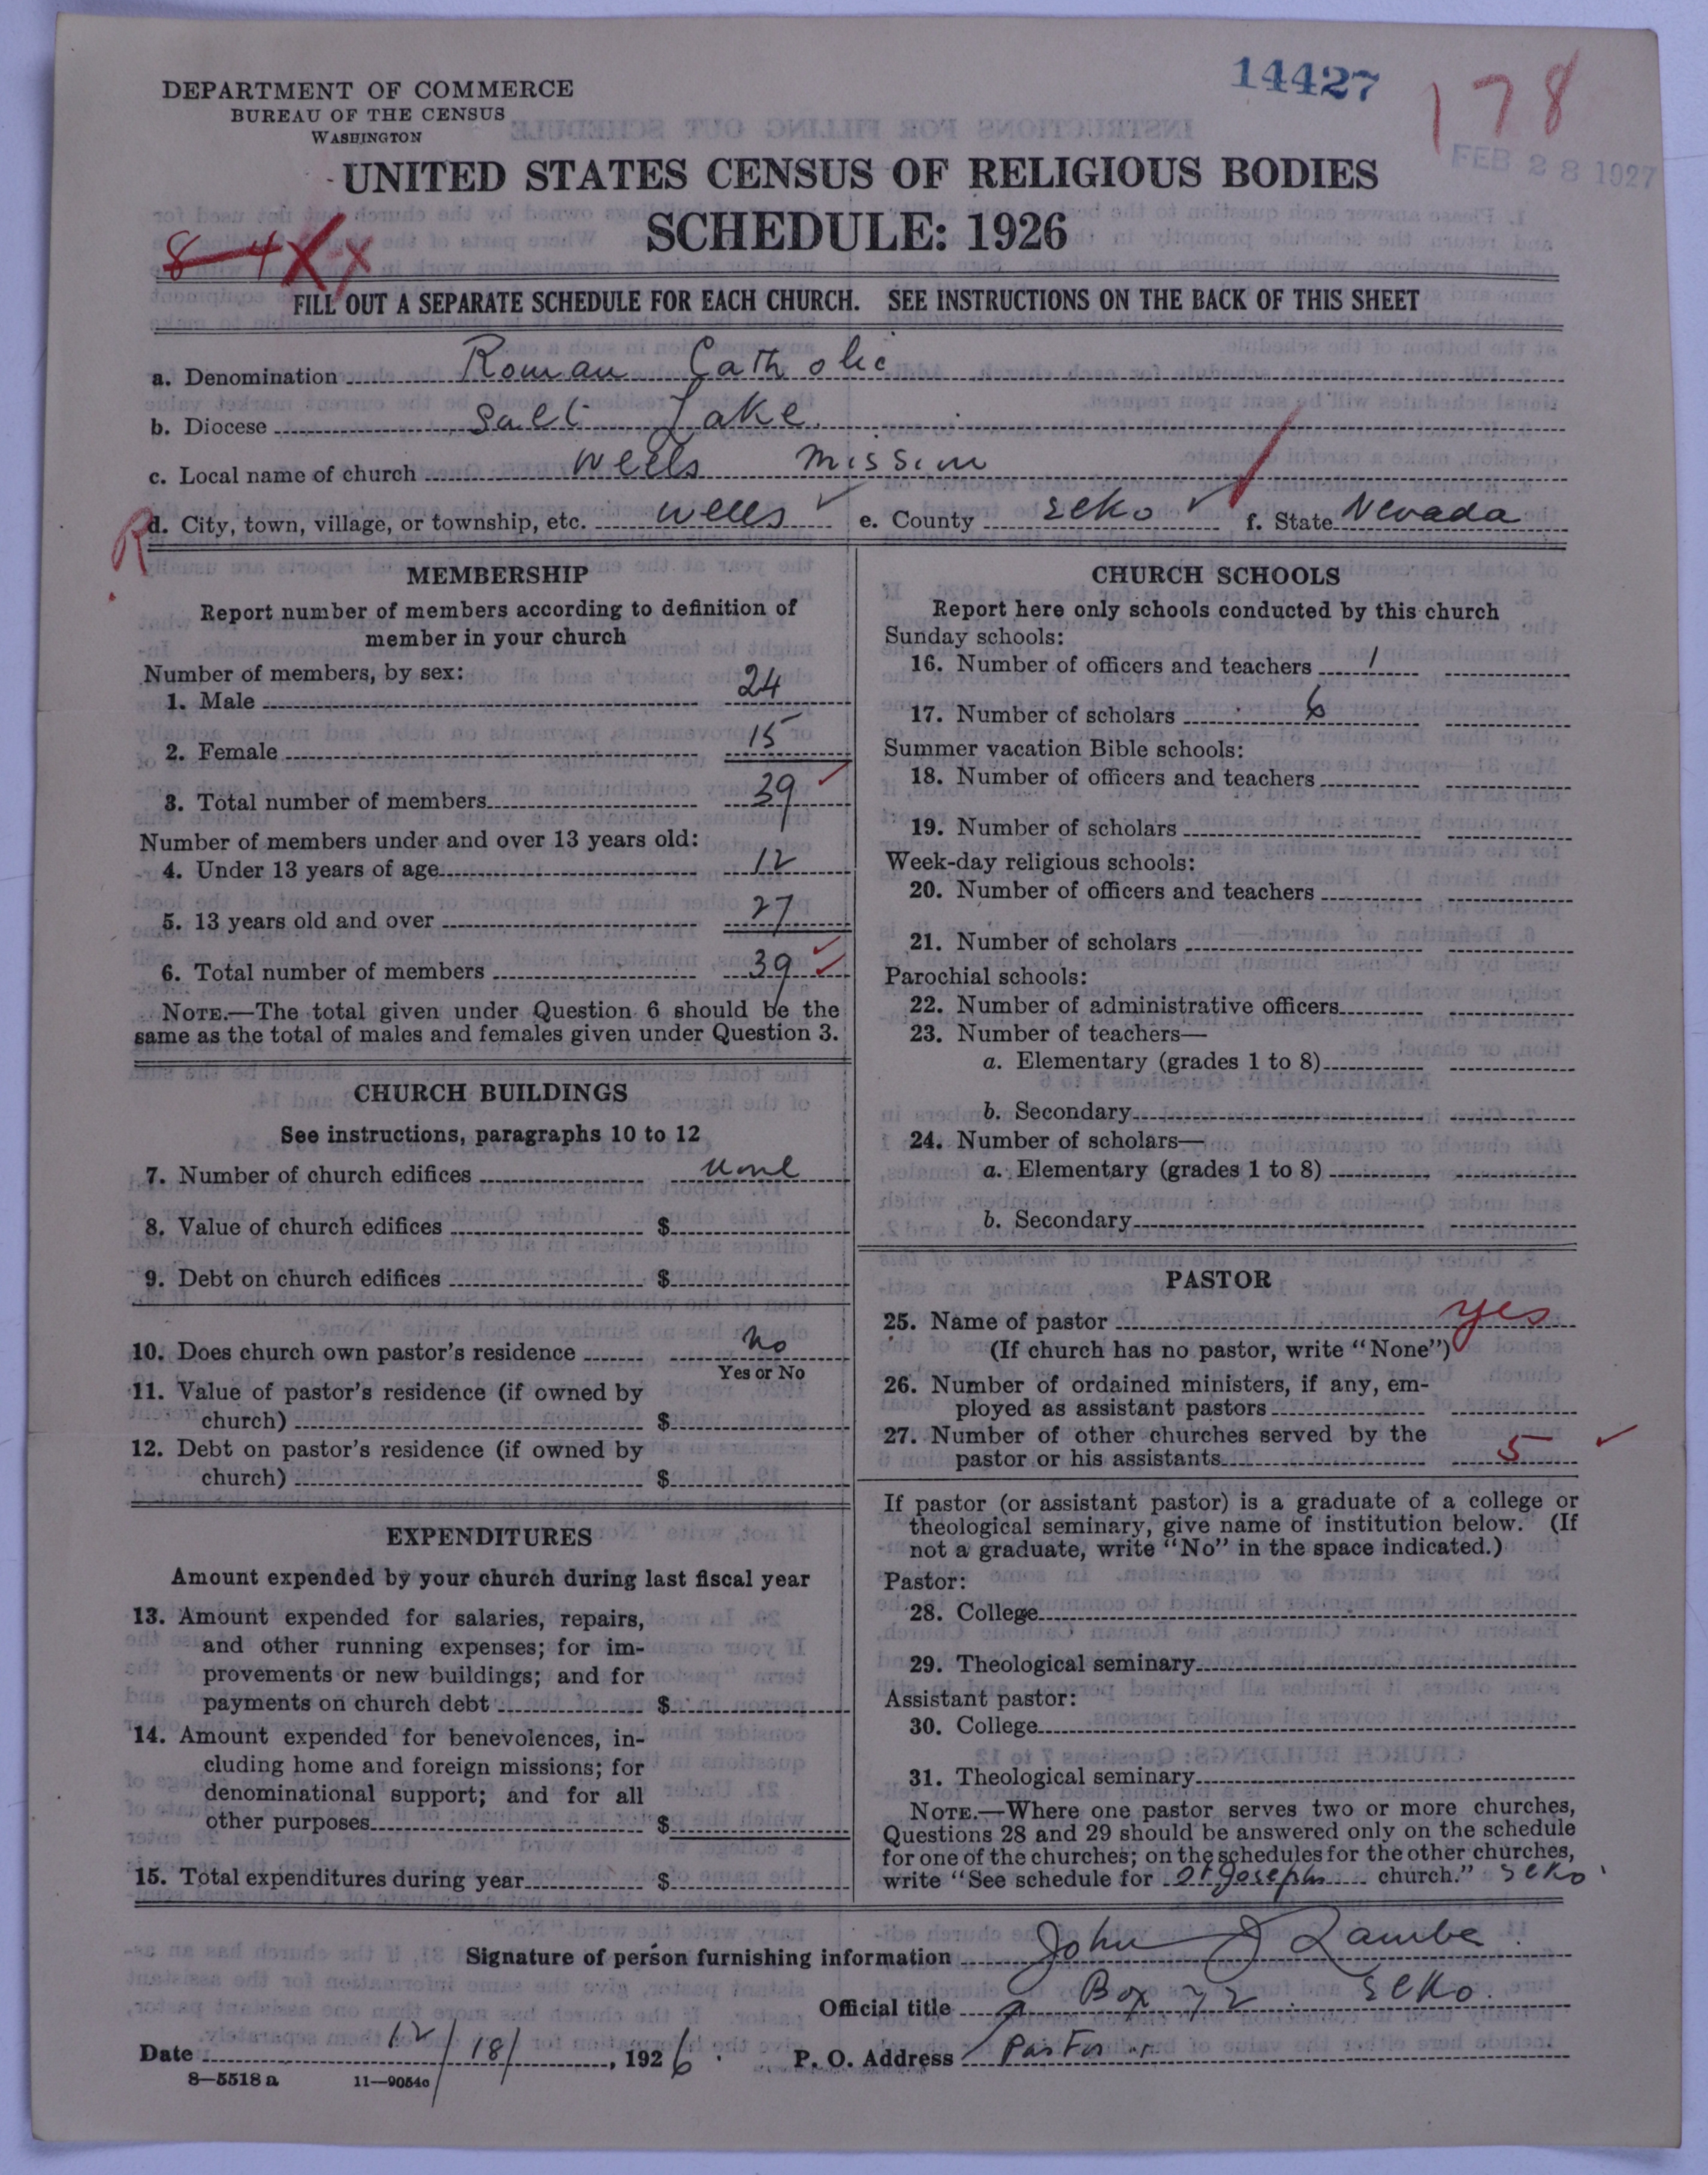 14427
178
DEPARTMENT OF COMMERCE
BUREAU OF THE CENSUS
WASHINGTON
FEB 28 1927
UNITED STATES CENSUS OF RELIGIOUS BODIES
SCHEDULE: 1926
8-4XX
FILL OUT A SEPARATE SCHEDULE FOR EACH CHURCH. SEE INSTRUCTIONS ON THE BACK OF THIS SHEET
a. Denomination Roman Catholic
b. Diocese Salt Lake
c. Local name of church Wells Mission
R
d. City, town, village, or township, etc. Wells e. County Elko f. State Nevada
MEMBERSHIP
Report number of members according to definition of
member in your church
Number of members, by sex:
1. Male 24
2. Female 15
3. Total number of members 39
Number of members under and over 13 years old:
4. Under 13 years of age 12
5. 13 years old and over 27
6. Total number of members 39
NOTE.—The total given under Question 6 should be the
same as the total of males and females given under Question 3.
CHURCH BUILDINGS
See instructions, paragraphs 10 to 12
7. Number of church edifices none
8. Value of church edifices $
9. Debt on church edifices $
10. Does church own pastor's residence No
Yes or No
11. Value of pastor's residence (if owned by
church) $
12. Debt on pastor's residence (if owned by
church) $
EXPENDITURES
Amount expended by your church during last fiscal year
13. Amount expended for salaries, repairs,
and other running expenses; for im-
provements or new buildings; and for
payments on church debt $
14. Amount expended for benevolences, in-
cluding home and foreign missions; for
denominational support; and for all
other purposes $
15. Total expenditures during year $
CHURCH SCHOOLS
Report here only schools conducted by this church
Sunday schools:
16. Number of officers and teachers 1
17. Number of scholars 6
Summer vacation Bible schools:
18. Number of officers and teachers
19. Number of scholars
Week-day religious schools:
20. Number of officers and teachers
21. Number of scholars
Parochial schools:
22. Number of administrative officers
23. Number of teachers—
a. Elementary (grades 1 to 8)
b. Secondary
24. Number of scholars—
a. Elementary (grades 1 to 8)
b. Secondary
PASTOR
25. Name of pastor yes
(If church has no pastor, write "None")
26. Number of ordained ministers, if any, em-
ployed as assistant pastors
27. Number of other churches served by the
pastor or his assistants 5
If pastor (or assistant pastor) is a graduate of a college or
theological seminary, give name of institution below. (If
not a graduate, write "No" in the space indicated.)
Pastor:
28. College
29. Theological seminary
Assistant pastor:
30. College
31. Theological seminary
NOTE.—Where one pastor serves two or more churches,
Questions 28 and 29 should be answered only on the schedule
for one of the churches; on the schedules for the other churches,
write "See schedule for St Josephs church." Elko
Signature of person furnishing information John J Lambe
Official title Box 72 Elko.
Date 12/18/, 1926. P. O. Address Pastor
8—5518 a 11—9054c